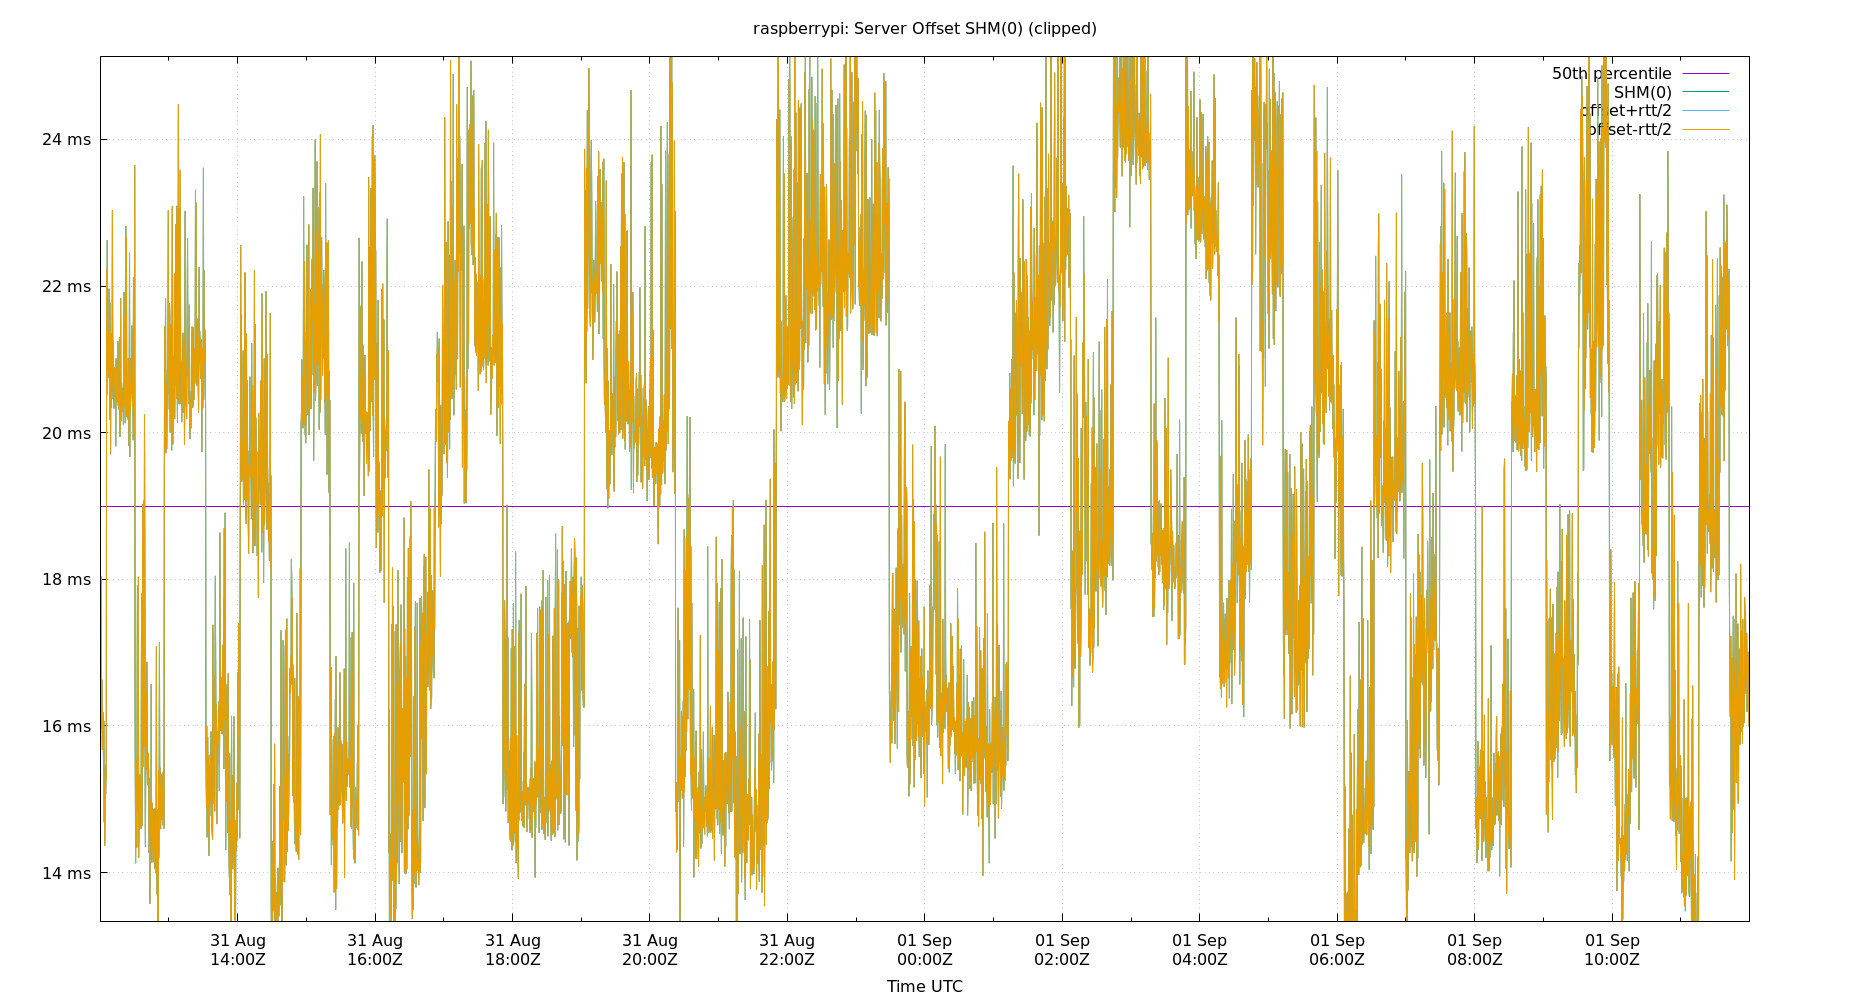 raspberrypi: Server Offset SHM(0) (clipped)
50th percentile
SHM(0)
offset+rtt/2
offset-rtt/2
24 ms
22 ms
20 ms
18 ms
16 ms
14 ms
31 Aug 31 Aug 31 Aug 31 Aug 31 Aug 01 Sep 01 Sep 01 Sep 01 Sep 01 Sep 01 Sep
14:00Z 16:00Z 18:00Z 20:00Z 22:00Z 00:00Z 02:00Z 04:00Z 06:00Z 08:00Z 10:00Z
Time UTC